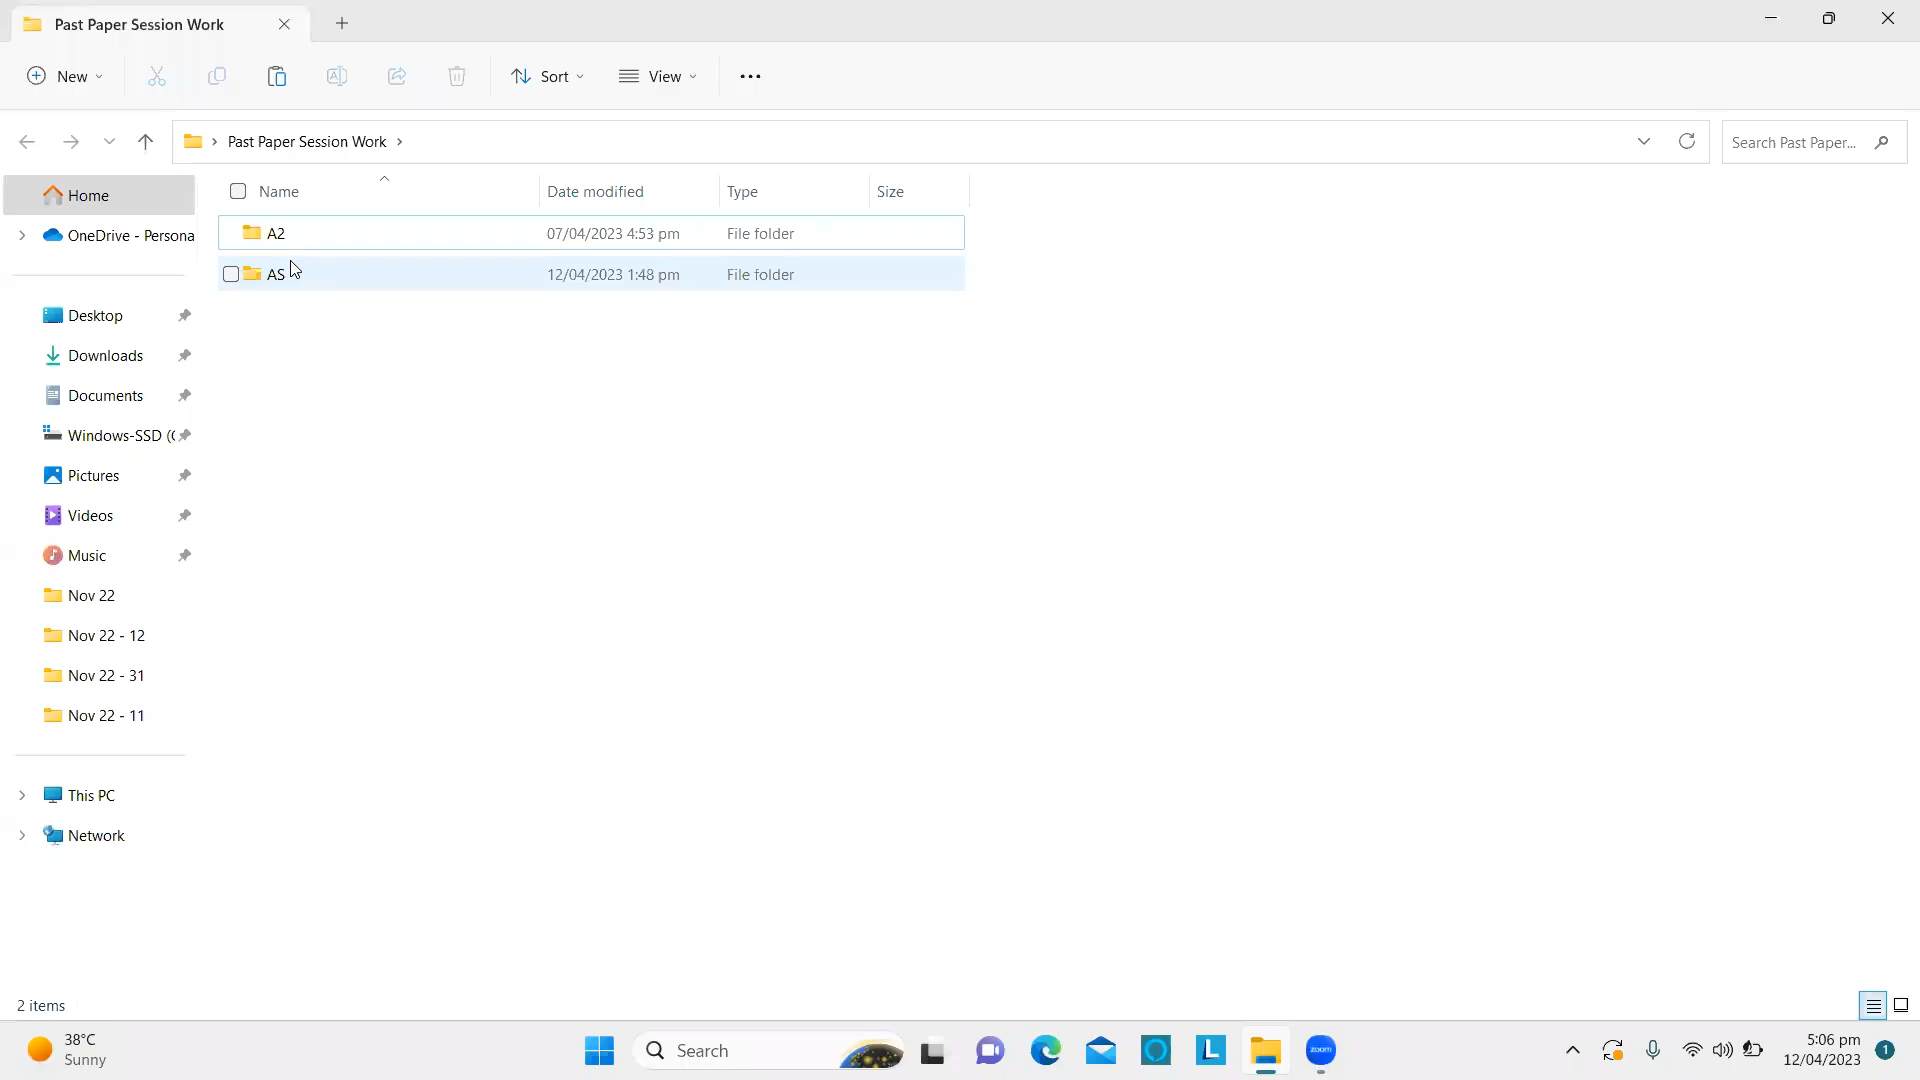 Past Paper Session Work
New
Sort
View
Past Paper Session Work
Search Past Paper...
Name
Date modified
Type
Size
Home
A2
07/04/2023 4:53 pm
File folder
OneDrive - Persona
AS
12/04/2023 1:48 pm
File folder
Desktop
Downloads
Documents
Windows-SSD (C
Pictures
Videos
Music
Nov 22
Nov 22 - 12
Nov 22 - 31
Nov 22 - 11
This PC
Network
2 items
38°C
Sunny
Search
L
zoom
5:06 pm
12/04/2023
1